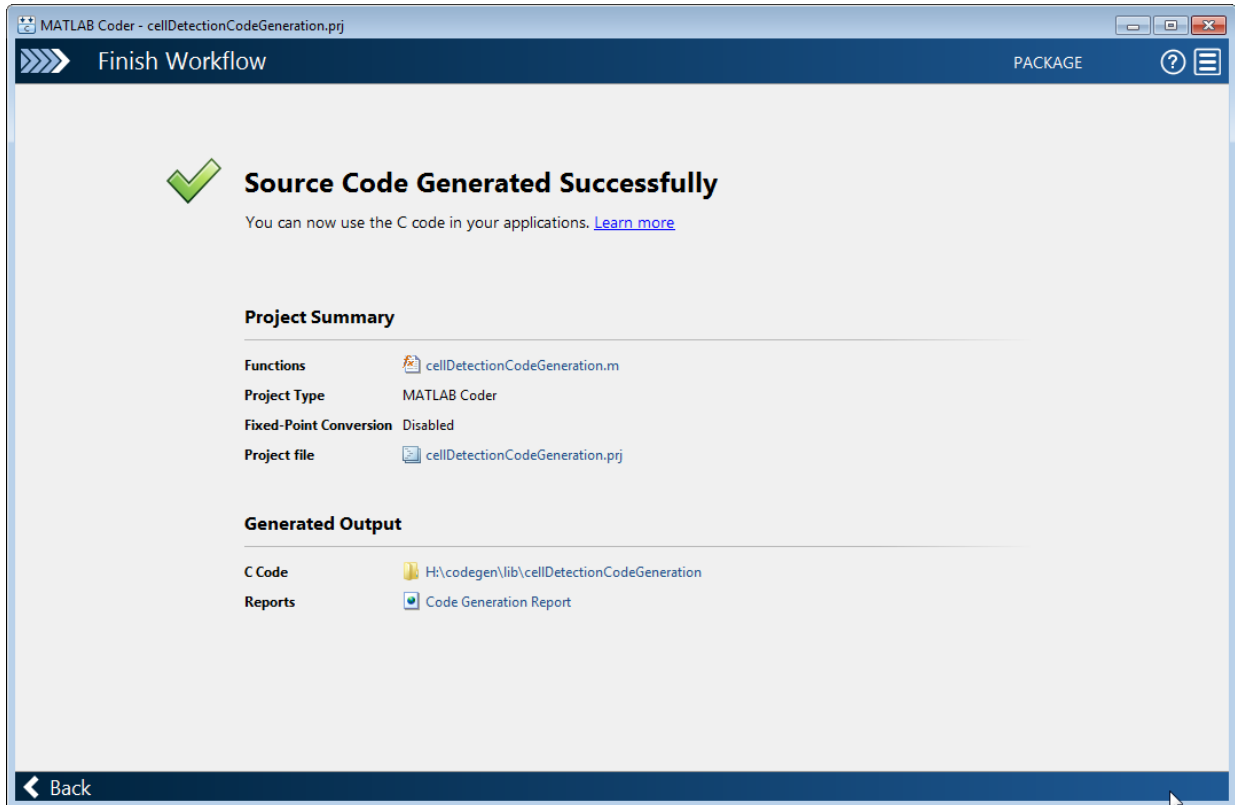 MATLAB Coder - cellDetectionCodeGeneration.prj
Finish Workflow PACKAGE
Source Code Generated Successfully
You can now use the C code in your applications. Learn more
Project Summary
Functions cellDetectionCodeGeneration.m
Project Type MATLAB Coder
Fixed-Point Conversion Disabled
Project file cellDetectionCodeGeneration.prj
Generated Output
C Code H:\codegen\lib\cellDetectionCodeGeneration
Reports Code Generation Report
Back